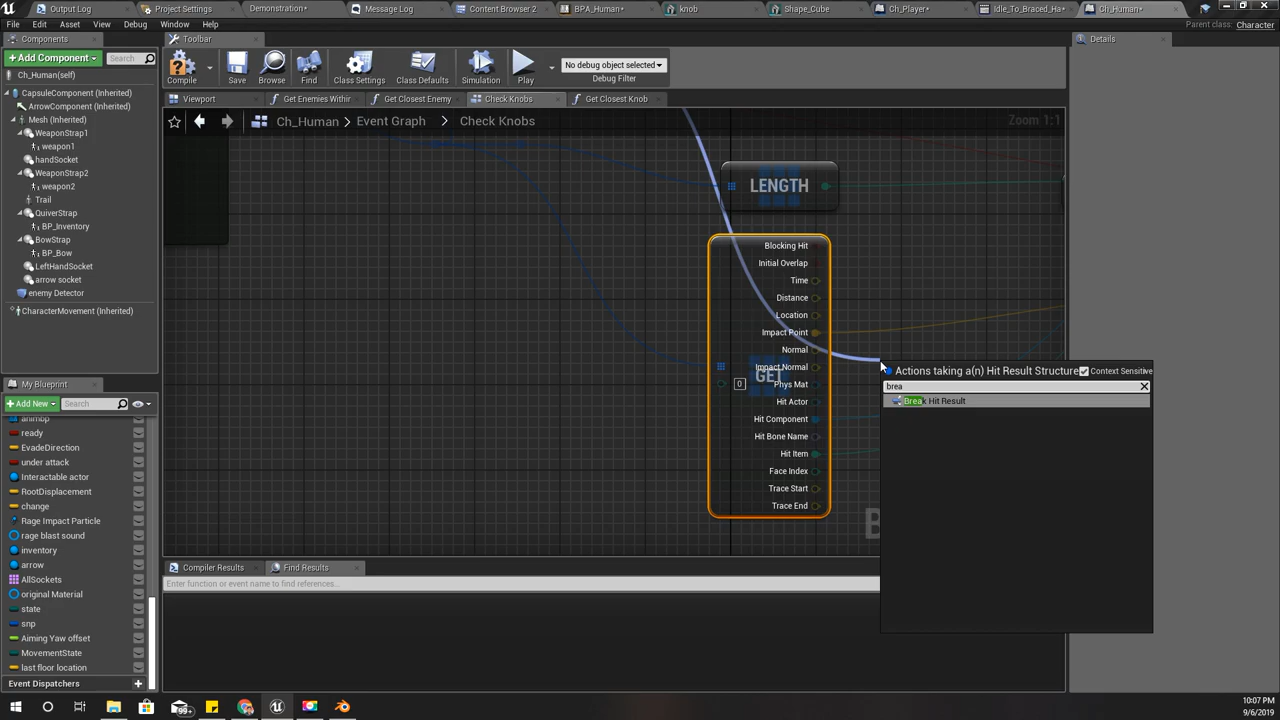 Output Log
Project Settings
Demonstration*
Message Log
Content Browser 2
BPA_Human*
knob
Shape_Cube
Ch_Player*
Idle_To_Braced_Ha*
Ch_Human*
File Edit Asset View Debug Window Help
Parent class: Character
Components
+ Add Component
Search
Ch_Human(self)
CapsuleComponent (Inherited)
ArrowComponent (Inherited)
Mesh (Inherited)
WeaponStrap1
weapon1
handSocket
WeaponStrap2
weapon2
Trail
QuiverStrap
BP_Inventory
BowStrap
BP_Bow
LeftHandSocket
arrow socket
enemy Detector
CharacterMovement (Inherited)
My Blueprint
+ Add New
Search
animbp
ready
EvadeDirection
under attack
Interactable actor
RootDisplacement
change
Rage Impact Particle
rage blast sound
inventory
arrow
AllSockets
original Material
state
snp
Aiming Yaw offset
MovementState
last floor location
Event Dispatchers
Toolbar
Compile
Save
Browse
Find
Class Settings
Class Defaults
Simulation
Play
No debug object selected
Debug Filter
Viewport
Get Enemies Withir
Get Closest Enemy
Check Knobs
Get Closest Knob
Ch_Human > Event Graph > Check Knobs
Zoom 1:1
LENGTH
Blocking Hit
Initial Overlap
Time
Distance
Location
Impact Point
Normal
Impact Normal
GET
0
Phys Mat
Hit Actor
Hit Component
Hit Bone Name
Hit Item
Face Index
Trace Start
Trace End
Actions taking a(n) Hit Result Structure
Context Sensitive
brea
Break Hit Result
Compiler Results
Find Results
Enter function or event name to find references...
Details
99+
10:07 PM
9/6/2019